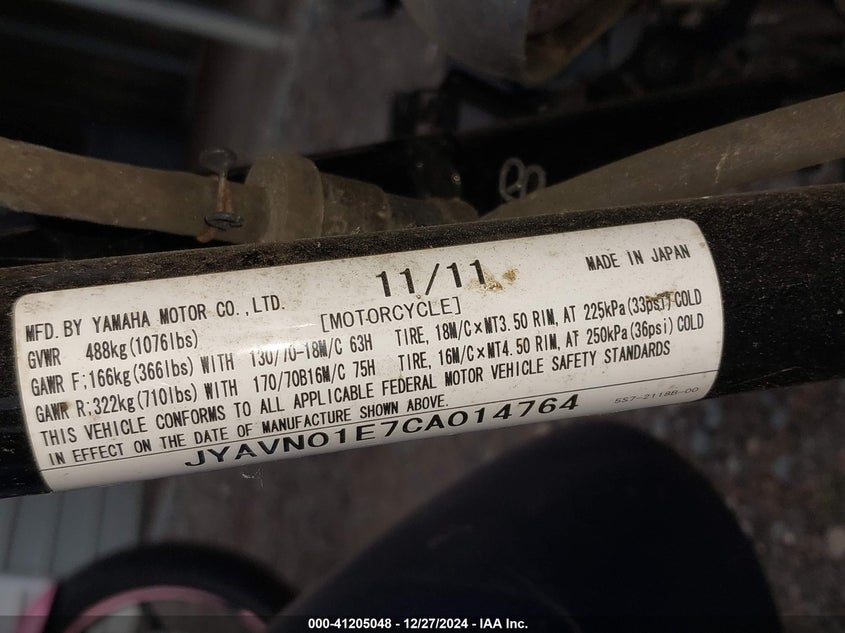 11/11
MADE IN JAPAN
MFD. BY YAMAHA MOTOR CO., LTD.
[MOTORCYCLE]
GVWR 488kg(1076lbs)
GAWR F;166kg(366lbs) WITH 130/70-18M/C 63H TIRE, 18M/C×MT3.50 RIM, AT 225kPa(33psi) COLD
GAWR R;322kg(710lbs) WITH 170/70B16M/C 75H TIRE, 16M/C×MT4.50 RIM, AT 250kPa(36psi) COLD
THIS VEHICLE CONFORMS TO ALL APPLICABLE FEDERAL MOTOR VEHICLE SAFETY STANDARDS
IN EFFECT ON THE DATE OF MANUFACTURE SHOWN ABOVE.
5S7-2118B-00
JYAVN01E7CA014764
000-41205048 - 12/27/2024 - IAA Inc.